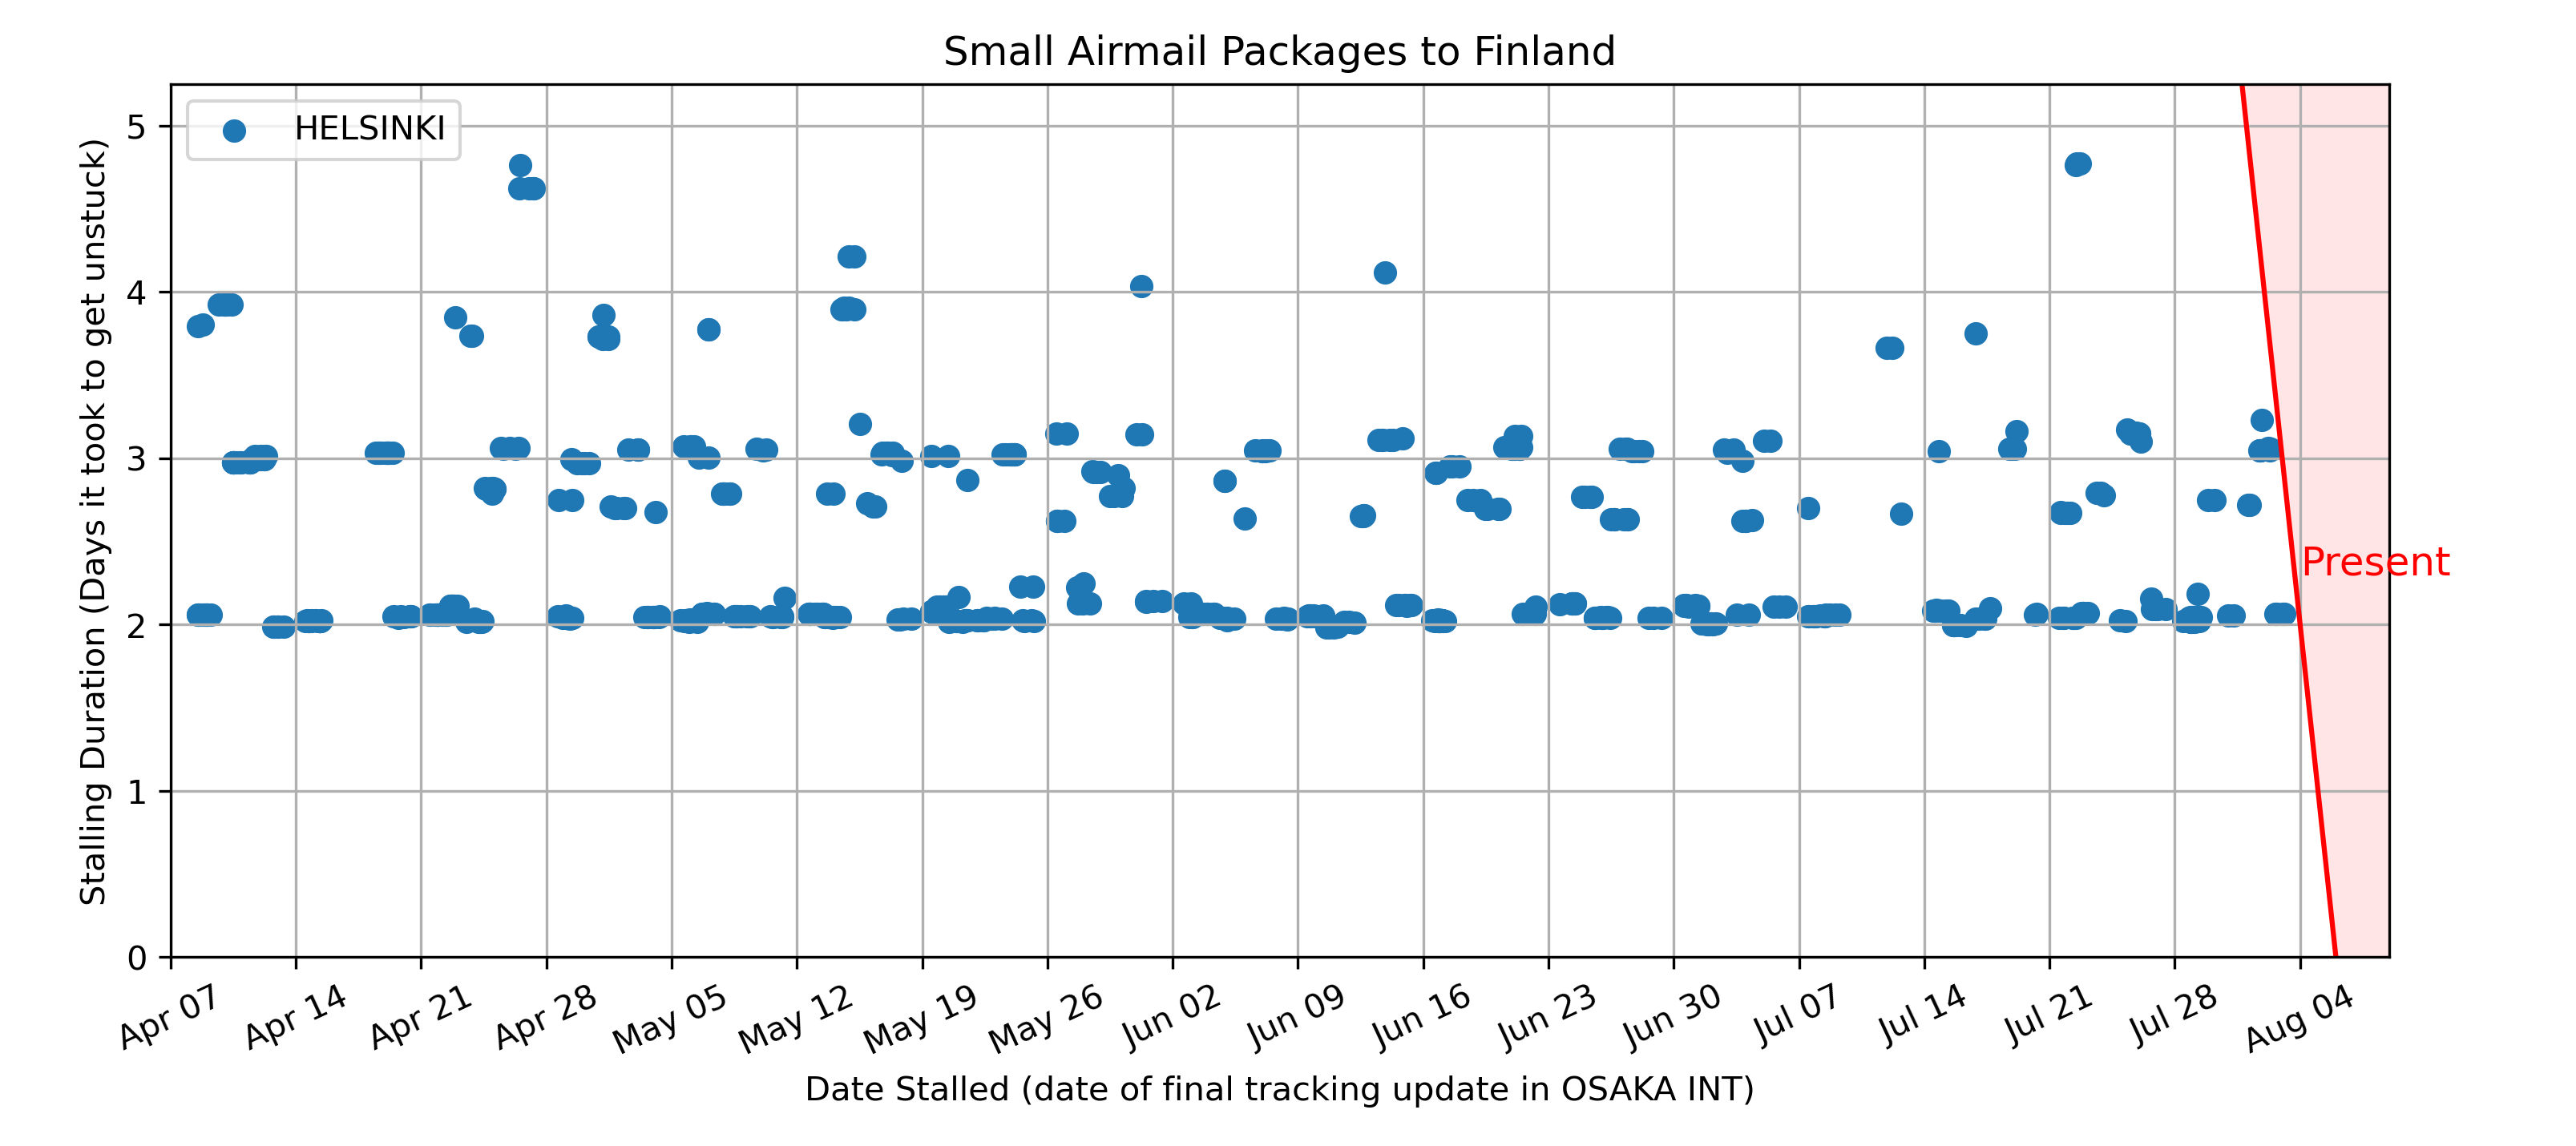 Small Airmail Packages to Finland
HELSINKI
Stalling Duration (Days it took to get unstuck)
5
4
3
2
1
0
Present
Apr 07
Apr 14
Apr 21
Apr 28
May 05
May 12
May 19
May 26
Jun 02
Jun 09
Jun 16
Jun 23
Jun 30
Jul 07
Jul 14
Jul 21
Jul 28
Aug 04
Date Stalled (date of final tracking update in OSAKA INT)